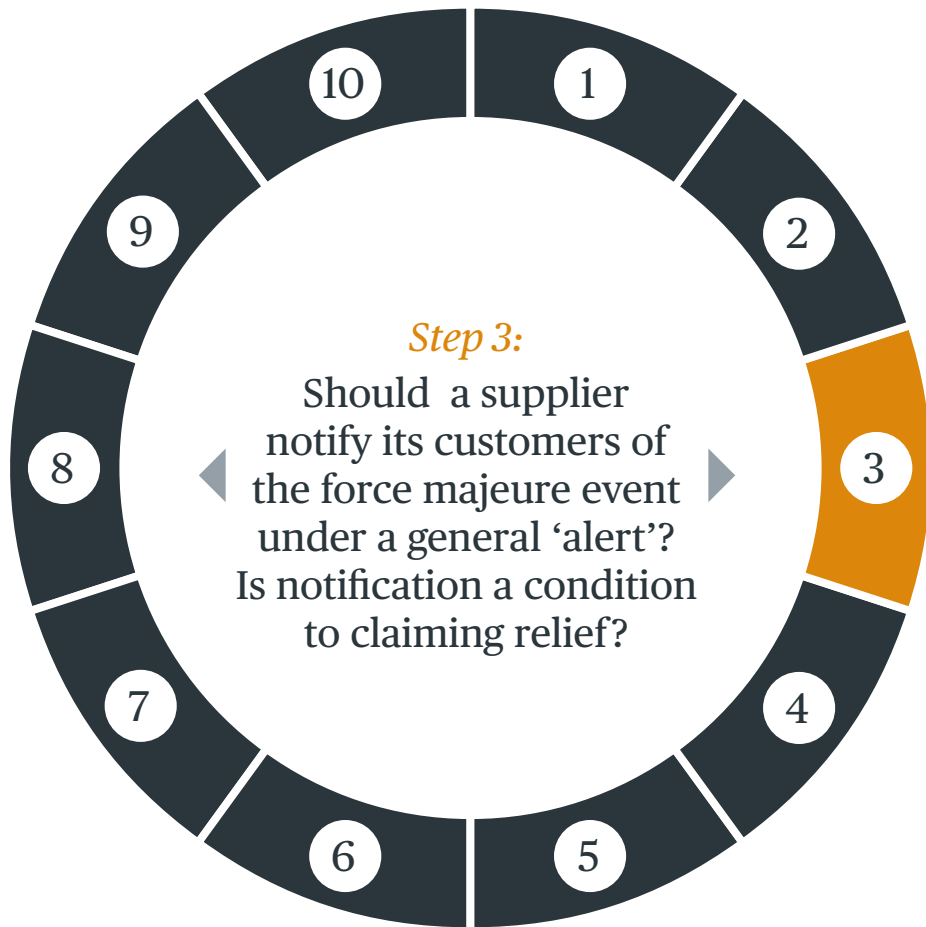 10
1
9
2
Step 3:
Should a supplier
notify its customers of
the force majeure event
under a general ‘alert’?
Is notification a condition
to claiming relief?
8
3
7
4
6
5